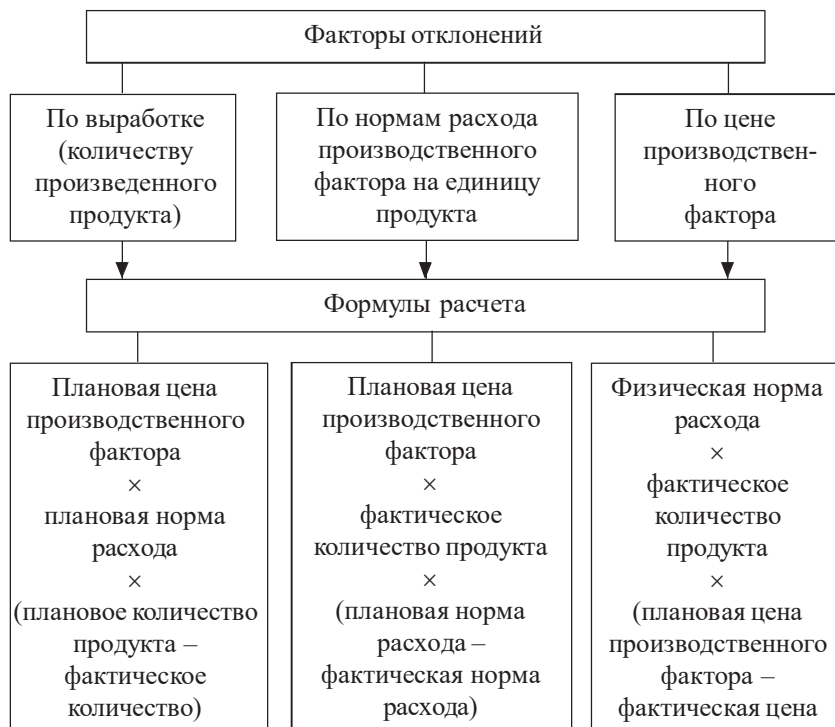 Факторы отклонений
По выработке
(количеству
произведенного
продукта)
По нормам расхода
производственного
фактора на единицу
продукта
По цене
производствен-
ного
фактора
Формулы расчета
Плановая цена
производственного
фактора
×
плановая норма
расхода
×
(плановое количество
продукта –
фактическое
количество)
Плановая цена
производственного
фактора
×
фактическое
количество продукта
×
(плановая норма
расхода –
фактическая норма
расхода)
Физическая норма
расхода
×
фактическое
количество
продукта
×
(плановая цена
производственного
фактора –
фактическая цена